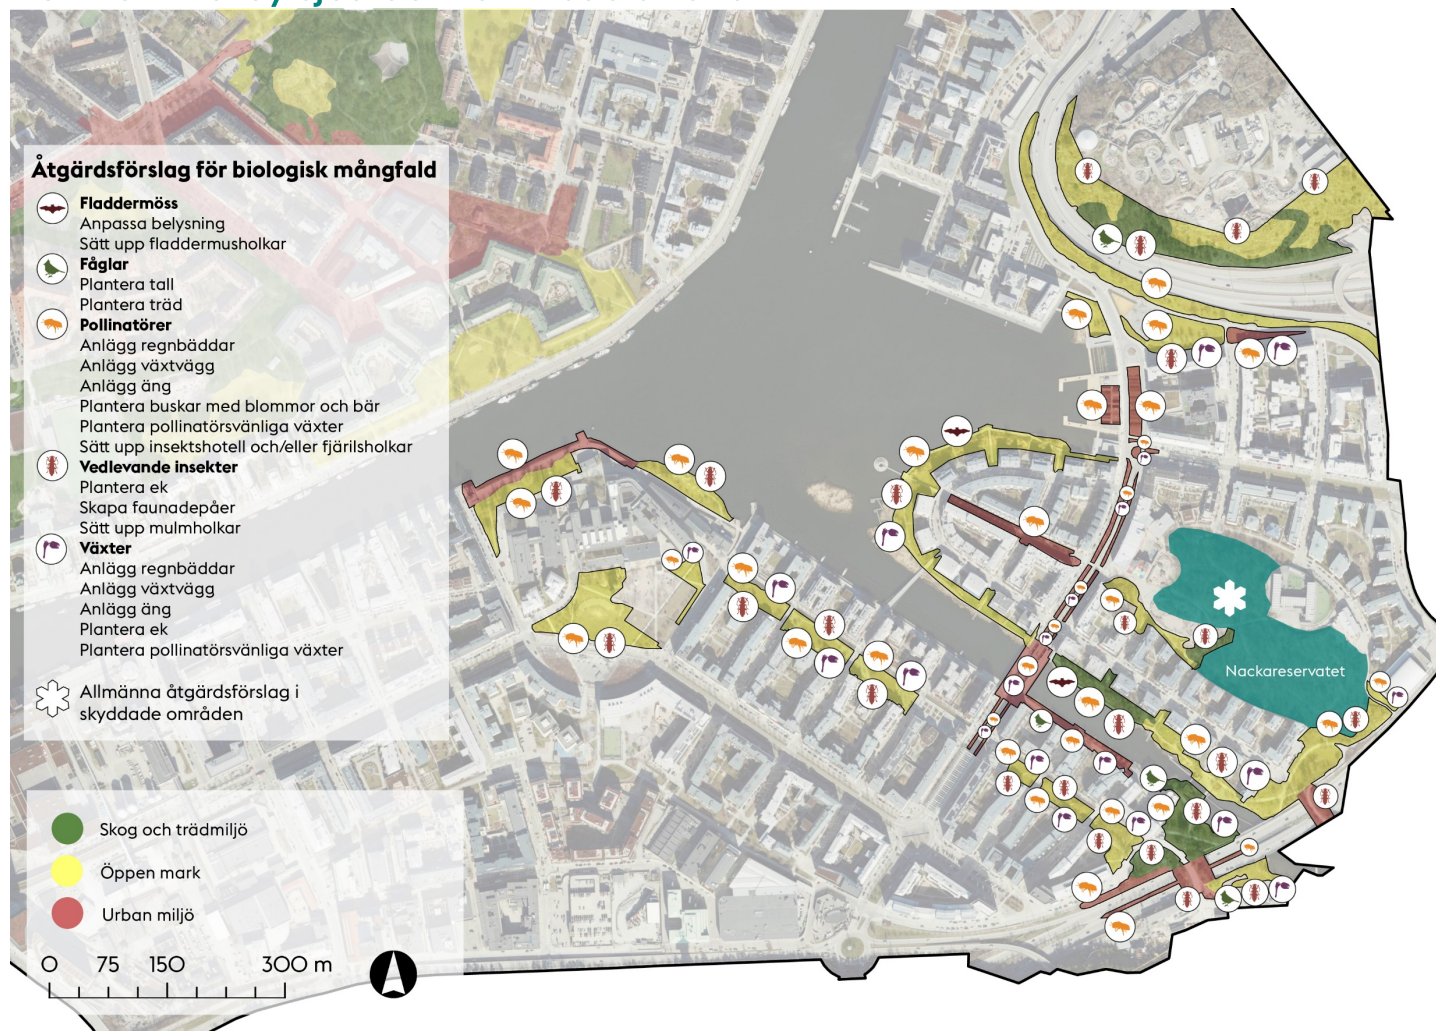 Åtgärdsförslag för biologisk mångfald
Fladdermöss
Anpassa belysning
Sätt upp fladdermusholkar
Fåglar
Plantera tall
Plantera träd
Pollinatörer
Anlägg regnbäddar
Anlägg växtvägg
Anlägg äng
Plantera buskar med blommor och bär
Plantera pollinatörsvänliga växter
Sätt upp insektshotell och/eller fjärilsholkar
Vedlevande insekter
Plantera ek
Skapa faunadepåer
Sätt upp mulmholkar
Växter
Anlägg regnbäddar
Anlägg växtvägg
Anlägg äng
Plantera ek
Plantera pollinatörsvänliga växter
Allmänna åtgärdsförslag i
skyddade områden
Nackareservatet
Skog och trädmiljö
Öppen mark
Urban miljö
0 75 150 300 m